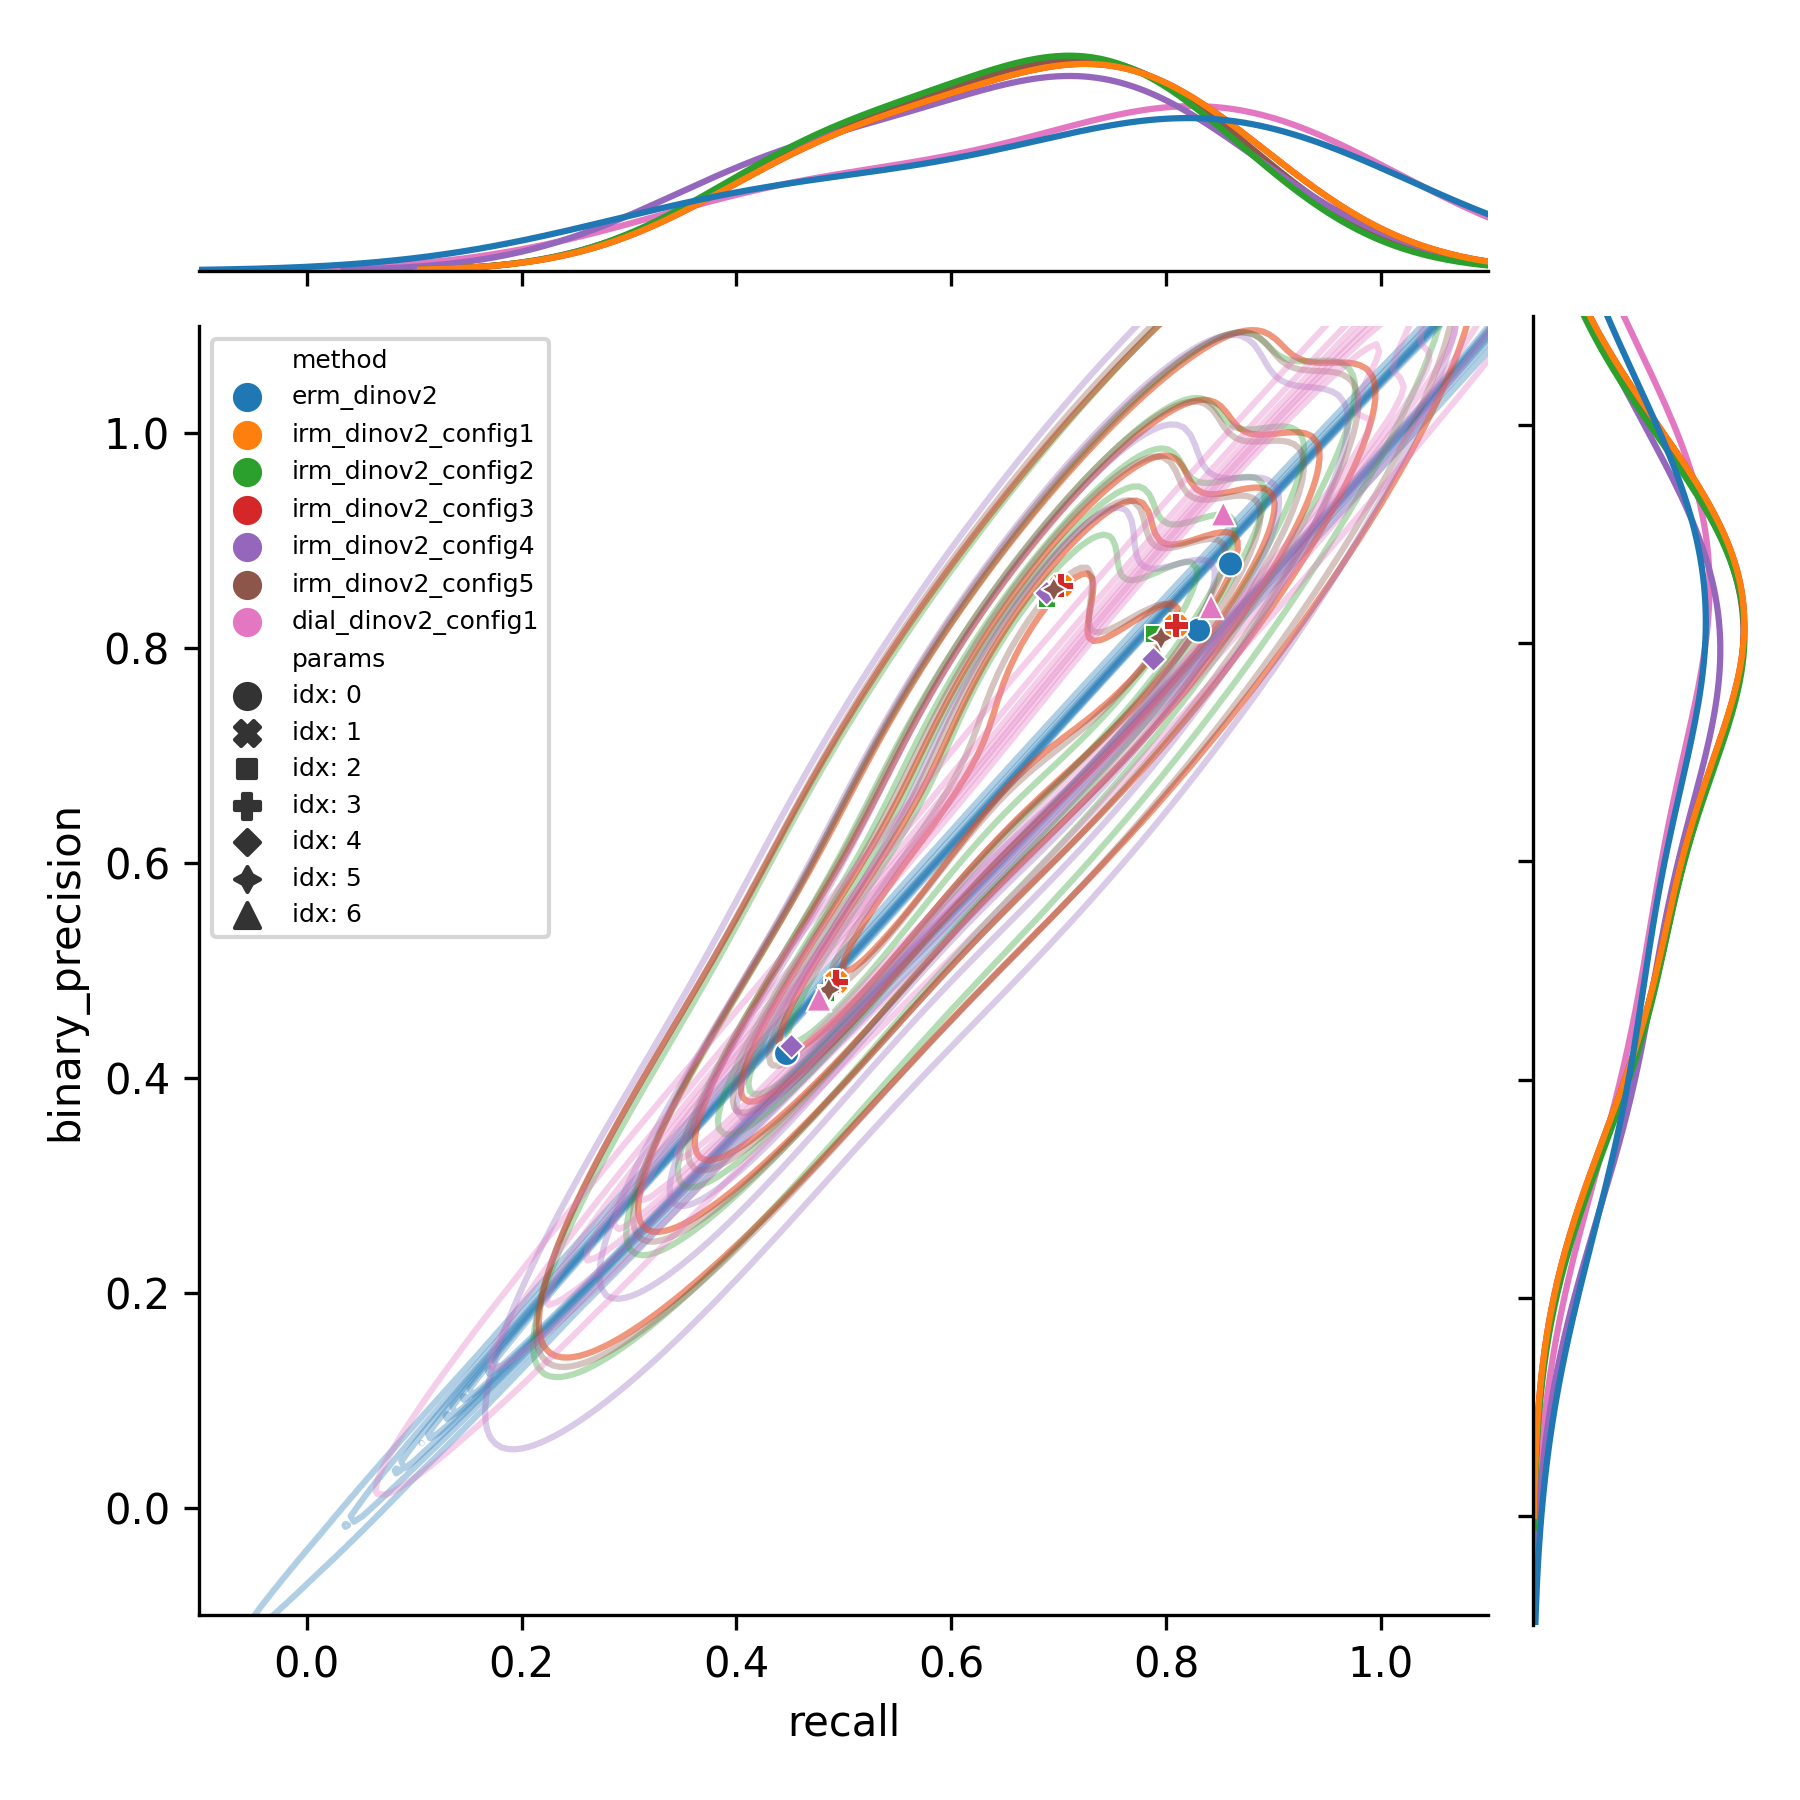 method
erm_dinov2
irm_dinov2_config1
irm_dinov2_config2
irm_dinov2_config3
irm_dinov2_config4
irm_dinov2_config5
dial_dinov2_config1
params
idx: 0
idx: 1
idx: 2
idx: 3
idx: 4
idx: 5
idx: 6
binary_precision
1.0
0.8
0.6
0.4
0.2
0.0
0.0 0.2 0.4 0.6 0.8 1.0
recall